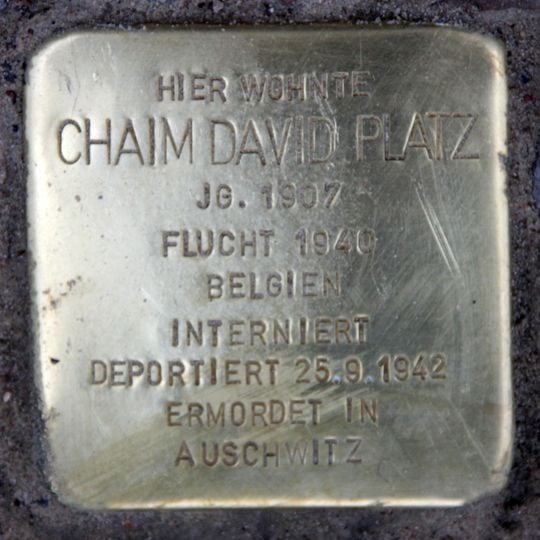 HIER WOHNTE
CHAIM DAVID PLATZ
JG. 1907
FLUCHT 1940
BELGIEN
INTERNIERT
DEPORTIERT 25.9.1942
ERMORDET IN
AUSCHWITZ